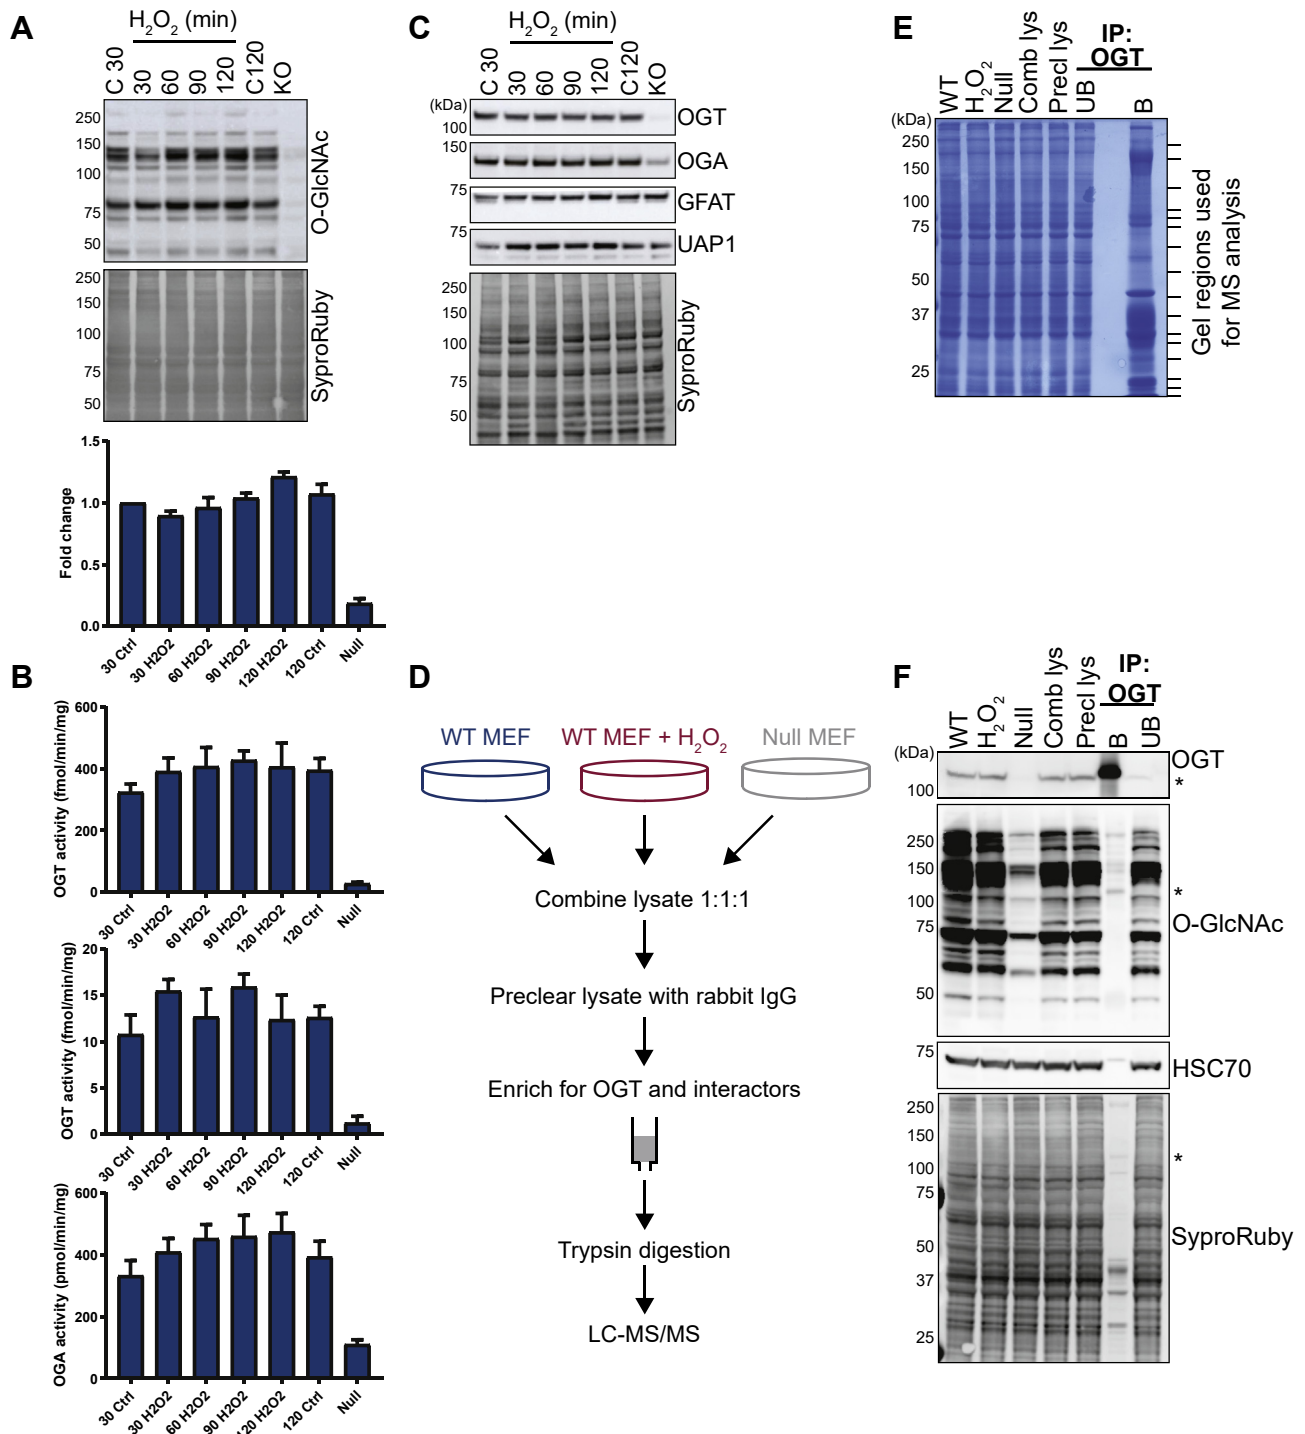 A
H₂O₂ (min)
C 30
30
60
90
120
C120
KO
250
150
100
75
50
O-GlcNAc
250
150
100
75
50
SyproRuby
1.5
1.0
0.5
0.0
Fold change
30 Ctrl
30 H2O2
60 H2O2
90 H2O2
120 H2O2
120 Ctrl
Null
B
600
400
200
0
OGT activity (fmol/min/mg)
30 Ctrl
30 H2O2
60 H2O2
90 H2O2
120 H2O2
120 Ctrl
Null
20
15
10
5
0
OGT activity (fmol/min/mg)
30 Ctrl
30 H2O2
60 H2O2
90 H2O2
120 H2O2
120 Ctrl
Null
600
400
200
0
OGA activity (pmol/min/mg)
30 Ctrl
30 H2O2
60 H2O2
90 H2O2
120 H2O2
120 Ctrl
Null
C
H₂O₂ (min)
C 30
30
60
90
120
C120
KO
(kDa)
100
OGT
150
OGA
75
GFAT
75
UAP1
250
150
100
75
50
SyproRuby
D
WT MEF
WT MEF + H₂O₂
Null MEF
Combine lysate 1:1:1
Preclear lysate with rabbit IgG
Enrich for OGT and interactors
Trypsin digestion
LC-MS/MS
E
WT
H₂O₂
Null
Comb lys
Precl lys
IP:
OGT
UB
B
(kDa)
250
150
100
75
50
37
25
Gel regions used
for MS analysis
F
WT
H₂O₂
Null
Comb lys
Precl lys
IP:
OGT
B
UB
(kDa)
100
OGT
*
250
150
100
75
50
*
O-GlcNAc
75
HSC70
250
150
100
75
50
37
25
*
SyproRuby